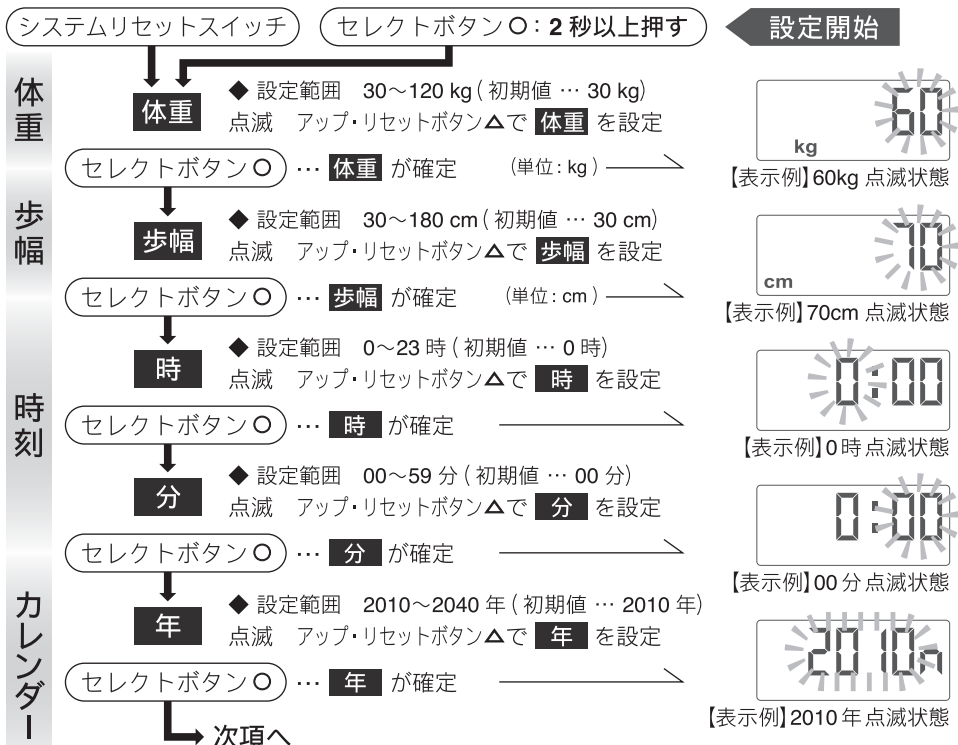 システムリセットスイッチ
セレクトボタン○：2 秒以上押す
設定開始
体重
体重
◆ 設定範囲 30～120 kg ( 初期値 … 30 kg)
点滅 アップ・リセットボタン△で 体重 を設定
セレクトボタン○ … 体重 が確定 (単位：kg )
60
kg
【表示例】60kg 点滅状態
歩幅
歩幅
◆ 設定範囲 30～180 cm ( 初期値 … 30 cm)
点滅 アップ・リセットボタン△で 歩幅 を設定
セレクトボタン○ … 歩幅 が確定 (単位：cm )
70
cm
【表示例】70cm 点滅状態
時刻
時
◆ 設定範囲 0～23 時 ( 初期値 … 0 時)
点滅 アップ・リセットボタン△で 時 を設定
セレクトボタン○ … 時 が確定
0:00
【表示例】0 時点滅状態
分
◆ 設定範囲 00～59 分 ( 初期値 … 00 分)
点滅 アップ・リセットボタン△で 分 を設定
セレクトボタン○ … 分 が確定
0:00
【表示例】00 分点滅状態
カレンダー
年
◆ 設定範囲 2010～2040 年 ( 初期値 … 2010 年)
点滅 アップ・リセットボタン△で 年 を設定
セレクトボタン○ … 年 が確定
2010n
【表示例】2010 年点滅状態
次項へ